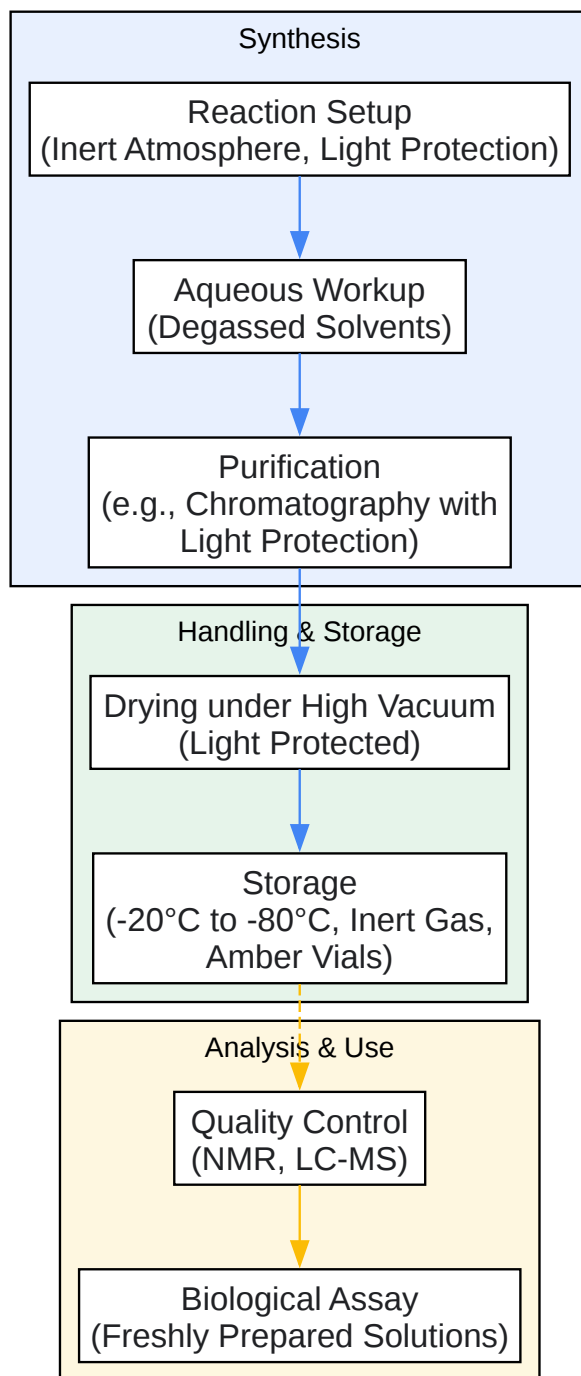 Synthesis
Reaction Setup
(Inert Atmosphere, Light Protection)
Aqueous Workup
(Degassed Solvents)
Purification
(e.g., Chromatography with
Light Protection)
Handling & Storage
Drying under High Vacuum
(Light Protected)
Storage
(-20°C to -80°C, Inert Gas,
Amber Vials)
Analysis & Use
Quality Control
(NMR, LC-MS)
Biological Assay
(Freshly Prepared Solutions)